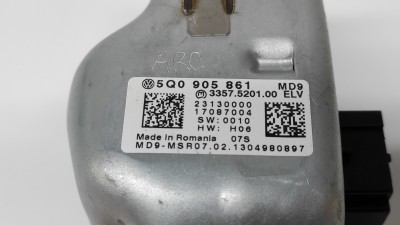 ABC
5Q0 905 861 MD9
3357.5201.00 ELV
23130000
17087004
SW: 0010
HW: H06
Made in Romania 07S
MD9-MSR07.02.1304980897